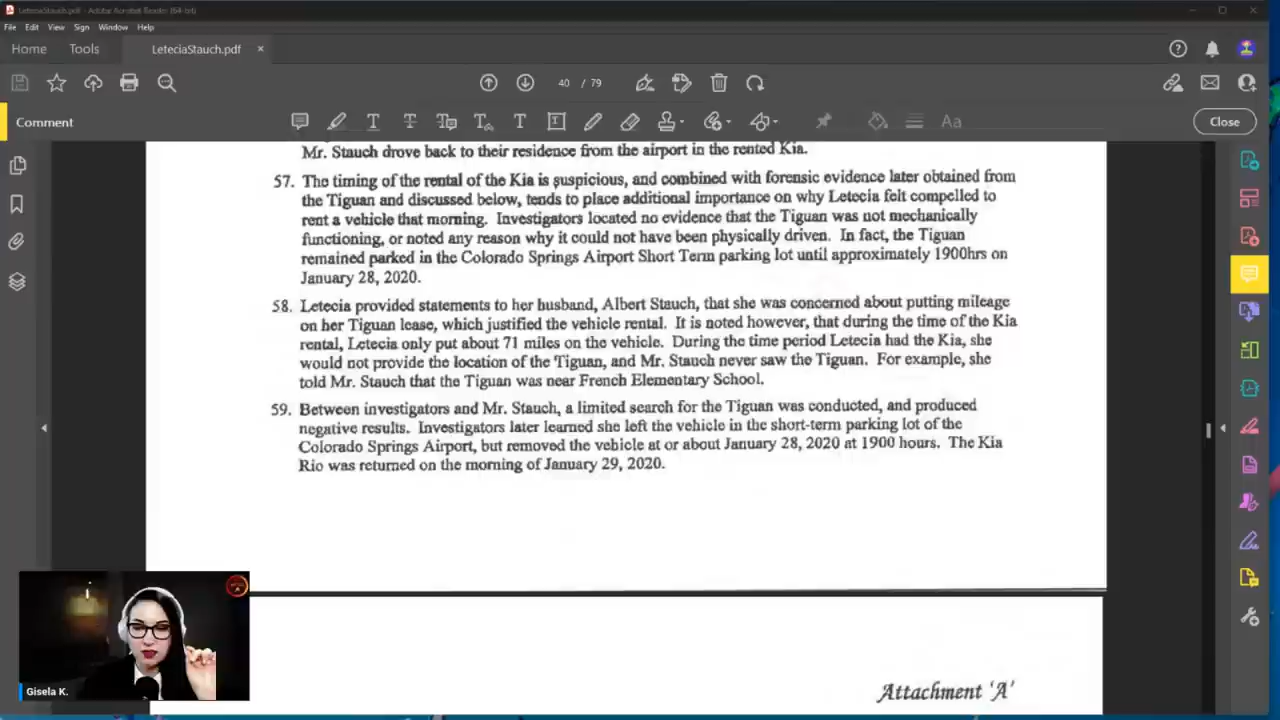 LeteciaStauch.pdf - Adobe Acrobat Reader (64-bit)
File Edit View Sign Window Help
Home Tools LeteciaStauch.pdf ×
40 / 79
Comment
Aa
Close
Mr. Stauch drove back to their residence from the airport in the rented Kia.
57. The timing of the rental of the Kia is suspicious, and combined with forensic evidence later obtained from
the Tiguan and discussed below, tends to place additional importance on why Letecia felt compelled to
rent a vehicle that morning. Investigators located no evidence that the Tiguan was not mechanically
functioning, or noted any reason why it could not have been physically driven. In fact, the Tiguan
remained parked in the Colorado Springs Airport Short Term parking lot until approximately 1900hrs on
January 28, 2020.
58. Letecia provided statements to her husband, Albert Stauch, that she was concerned about putting mileage
on her Tiguan lease, which justified the vehicle rental. It is noted however, that during the time of the Kia
rental, Letecia only put about 71 miles on the vehicle. During the time period Letecia had the Kia, she
would not provide the location of the Tiguan, and Mr. Stauch never saw the Tiguan. For example, she
told Mr. Stauch that the Tiguan was near French Elementary School.
59. Between investigators and Mr. Stauch, a limited search for the Tiguan was conducted, and produced
negative results. Investigators later learned she left the vehicle in the short-term parking lot of the
Colorado Springs Airport, but removed the vehicle at or about January 28, 2020 at 1900 hours. The Kia
Rio was returned on the morning of January 29, 2020.
Attachment 'A'
Gisela K.